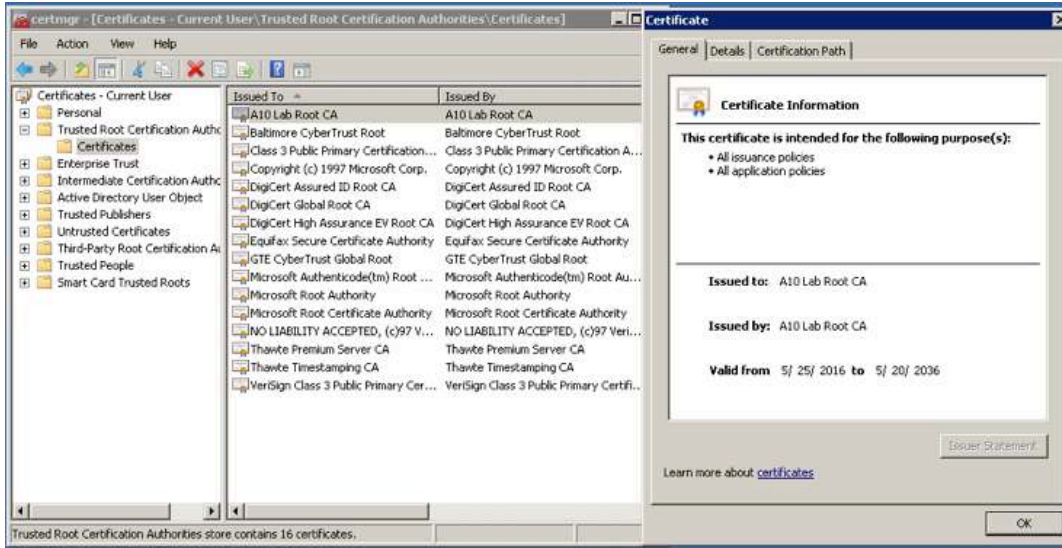 certmgr - [Certificates - Current User\Trusted Root Certification Authorities\Certificates]
File Action View Help
Certificates - Current User
Personal
Trusted Root Certification Autho
Certificates
Enterprise Trust
Intermediate Certification Autho
Active Directory User Object
Trusted Publishers
Untrusted Certificates
Third-Party Root Certification Au
Trusted People
Smart Card Trusted Roots
Issued To Issued By
A10 Lab Root CA A10 Lab Root CA
Baltimore CyberTrust Root Baltimore CyberTrust Root
Class 3 Public Primary Certification... Class 3 Public Primary Certification A...
Copyright (c) 1997 Microsoft Corp. Copyright (c) 1997 Microsoft Corp.
DigiCert Assured ID Root CA DigiCert Assured ID Root CA
DigiCert Global Root CA DigiCert Global Root CA
DigiCert High Assurance EV Root CA DigiCert High Assurance EV Root CA
Equifax Secure Certificate Authority Equifax Secure Certificate Authority
GTE CyberTrust Global Root GTE CyberTrust Global Root
Microsoft Authenticode(tm) Root ... Microsoft Authenticode(tm) Root Au...
Microsoft Root Authority Microsoft Root Authority
Microsoft Root Certificate Authority Microsoft Root Certificate Authority
NO LIABILITY ACCEPTED, (c)97 V... NO LIABILITY ACCEPTED, (c)97 Veri...
Thawte Premium Server CA Thawte Premium Server CA
Thawte Timestamping CA Thawte Timestamping CA
VeriSign Class 3 Public Primary Cer... VeriSign Class 3 Public Primary Certifi...
Trusted Root Certification Authorities store contains 16 certificates.
Certificate
General Details Certification Path
Certificate Information
This certificate is intended for the following purpose(s):
• All issuance policies
• All application policies
Issued to: A10 Lab Root CA
Issued by: A10 Lab Root CA
Valid from 5/ 25/ 2016 to 5/ 20/ 2036
Issuer Statement
Learn more about certificates
OK